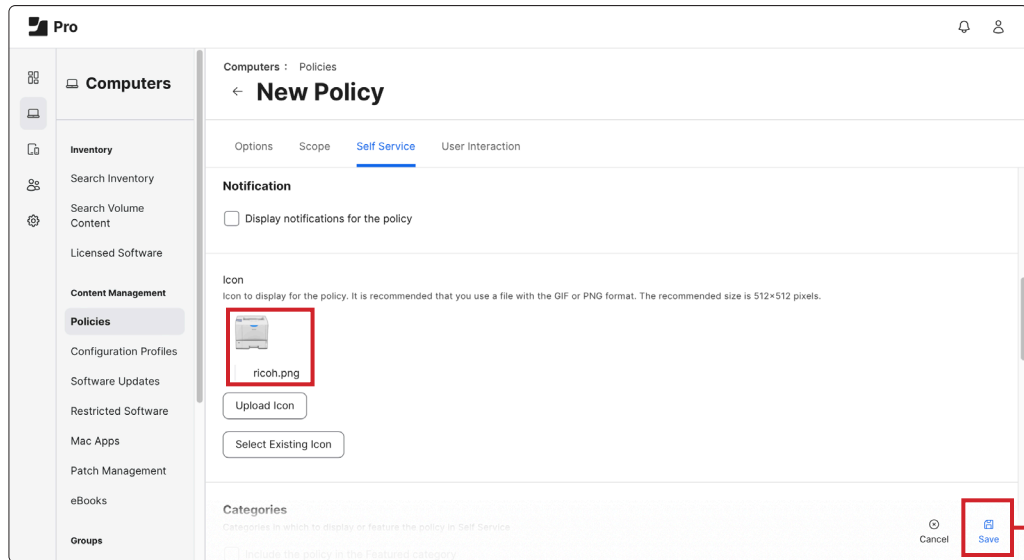 Pro
Computers
Inventory
Search Inventory
Search Volume
Content
Licensed Software
Content Management
Policies
Configuration Profiles
Software Updates
Restricted Software
Mac Apps
Patch Management
eBooks
Groups
Computers : Policies
New Policy
Options Scope Self Service User Interaction
Notification
Display notifications for the policy
Icon
Icon to display for the policy. It is recommended that you use a file with the GIF or PNG format. The recommended size is 512×512 pixels.
ricoh.png
Upload Icon
Select Existing Icon
Categories
Categories in which to display or feature the policy in Self Service
Include the policy in the Featured category
Cancel Save